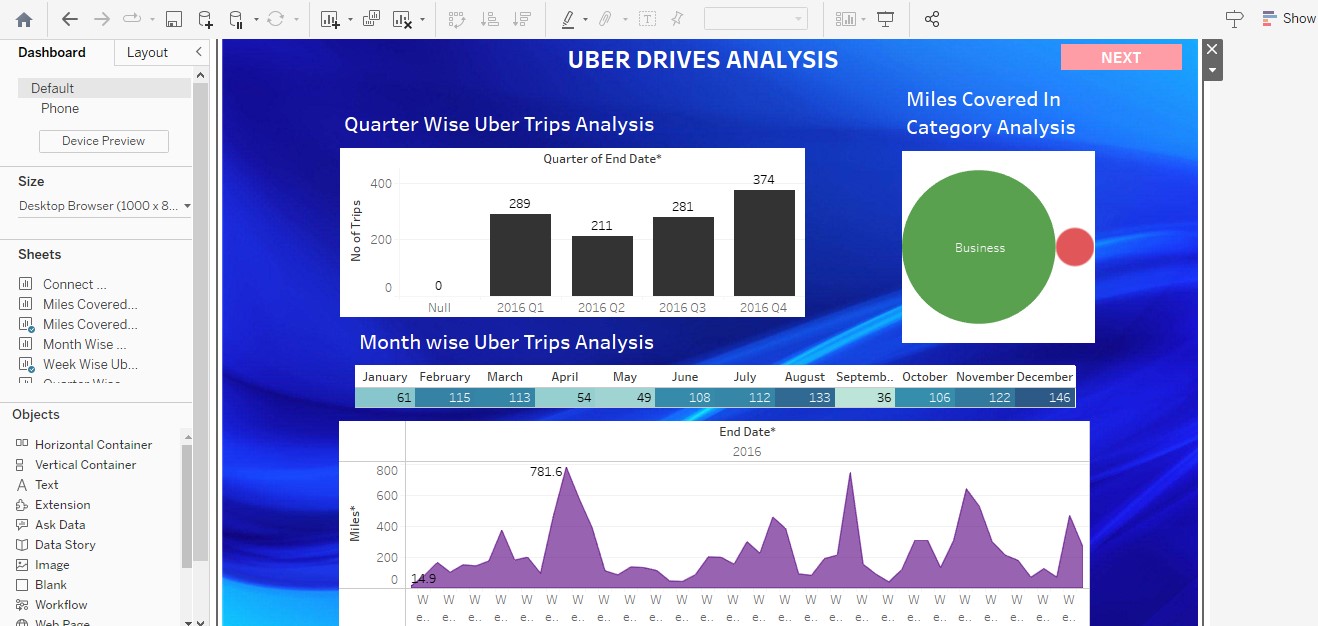 Show
Dashboard
Layout
Default
Phone
Device Preview
Size
Desktop Browser (1000 x 8...
Sheets
Connect ...
Miles Covered...
Miles Covered...
Month Wise ...
Week Wise Ub...
Objects
Horizontal Container
Vertical Container
Text
Extension
Ask Data
Data Story
Image
Blank
Workflow
Web Page
UBER DRIVES ANALYSIS
NEXT
Quarter Wise Uber Trips Analysis
Quarter of End Date*
No of Trips
400
200
0
0
289
211
281
374
Null
2016 Q1
2016 Q2
2016 Q3
2016 Q4
Miles Covered In
Category Analysis
Business
Month wise Uber Trips Analysis
January February March April May June July August Septemb.. October November December
61 115 113 54 49 108 112 133 36 106 122 146
End Date*
2016
Miles*
800
600
400
200
0
781.6
14.9
W W W W W W W W W W W W W W W W W W W W W W W W W W
e.. e.. e.. e.. e.. e.. e.. e.. e.. e.. e.. e.. e.. e.. e.. e.. e.. e.. e.. e.. e.. e.. e.. e.. e.. e..